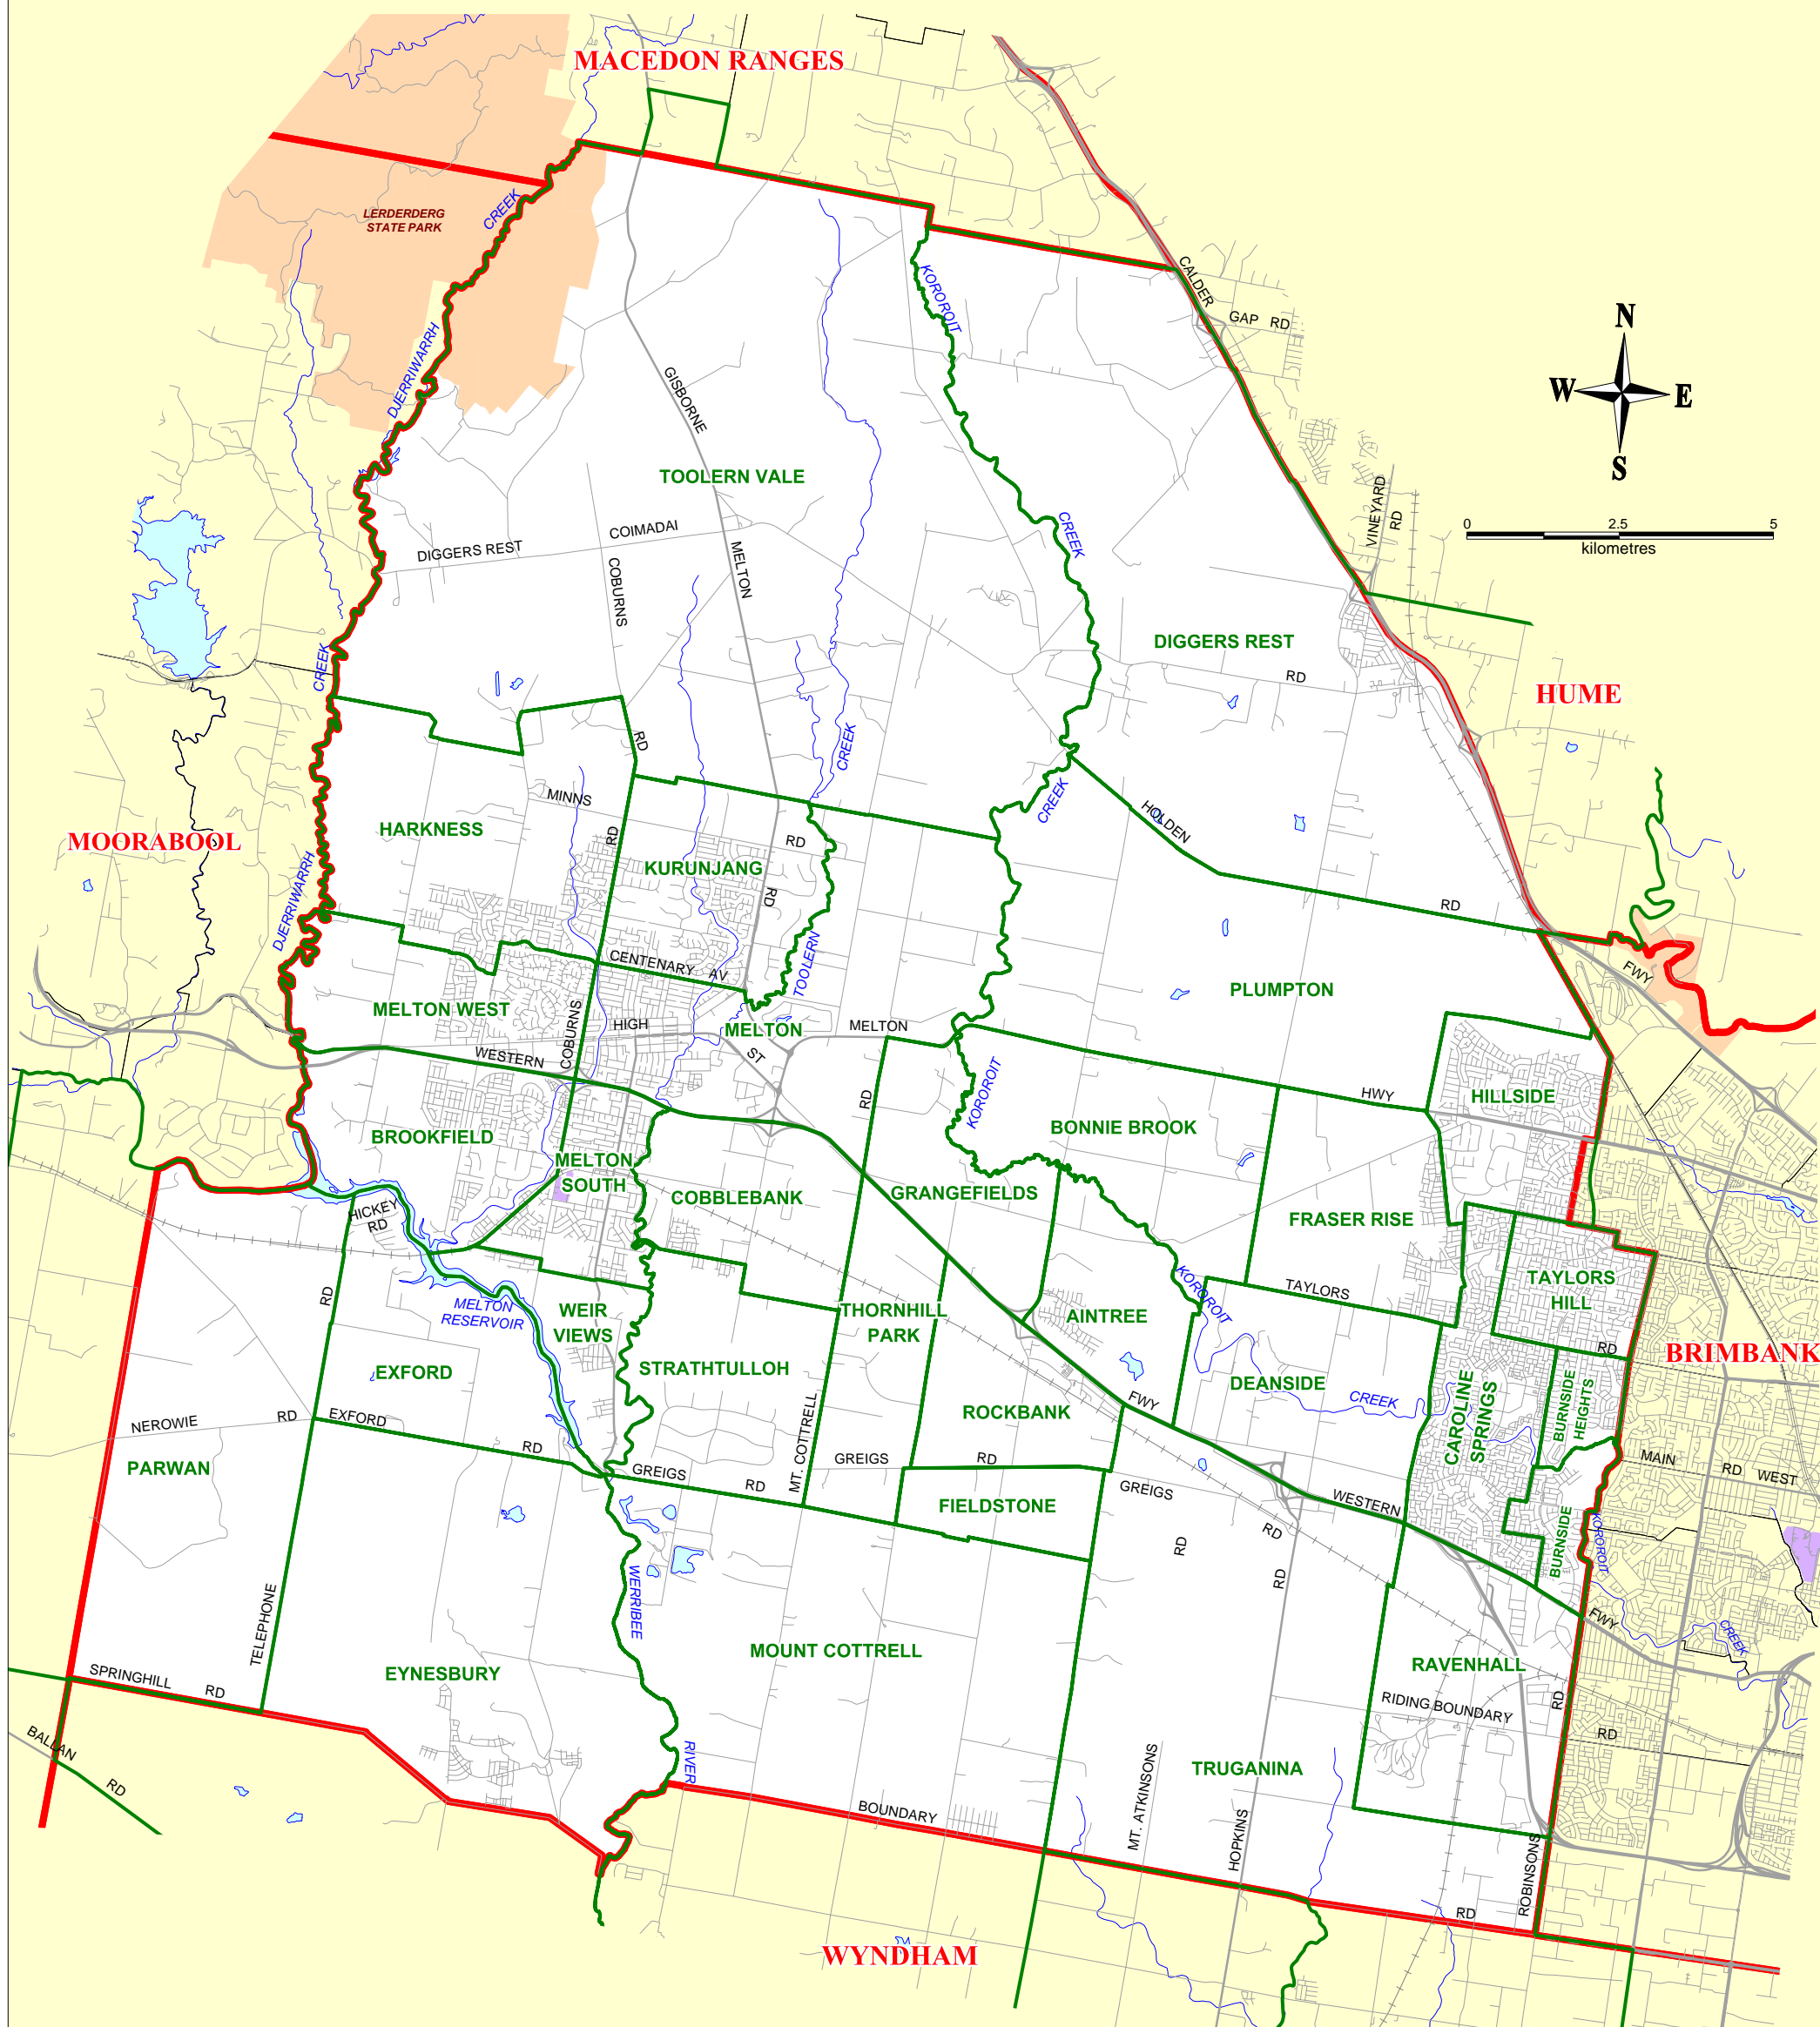 MACEDON RANGES
LERDERDERG
STATE PARK
CREEK
KOROROIT
CALDER
GAP RD
N
W
E
S
DJERRIWARRH
GISBORNE
TOOLERN VALE
VINEYARD
RD
0 2.5 5
kilometres
DIGGERS REST
COIMADAI
COBURNS
MELTON
CREEK
DIGGERS REST
RD
CREEK
HUME
RD
CREEK
MINNS
RD
HARKNESS
CREEK
HOLDEN
MOORABOOL
KURUNJANG
RD
RD
DJERRIWARRH
RD
TOOLERN
CENTENARY AV
FWY
MELTON WEST
PLUMPTON
HIGH
ST
MELTON
MELTON
COBURNS
WESTERN
RD
KOROROIT
HWY
HILLSIDE
BROOKFIELD
BONNIE BROOK
MELTON
SOUTH
COBBLEBANK
GRANGEFIELDS
HICKEY
RD
FRASER RISE
KOROROIT
TAYLORS
TAYLORS
HILL
RD
RD
MELTON
RESERVOIR
WEIR
VIEWS
THORNHILL
PARK
AINTREE
BRIMBANK
EXFORD
STRATHTULLOH
DEANSIDE
CREEK
CAROLINE
SPRINGS
BURNSIDE
HEIGHTS
NEROWIE RD
EXFORD
RD
MT. COTTRELL
ROCKBANK
FWY
PARWAN
GREIGS
RD
GREIGS
RD
GREIGS
RD
MAIN RD WEST
FIELDSTONE
WESTERN
RD
RD
RD
BURNSIDE
KOROROIT
FWY
CREEK
TELEPHONE
WERRIBEE
MOUNT COTTRELL
RAVENHALL
EYNESBURY
SPRINGHILL RD
RIDING BOUNDARY
RD
RD
BALLAN
RD
RIVER
TRUGANINA
BOUNDARY
MT. ATKINSONS
HOPKINS
ROBINSONS
RD
WYNDHAM